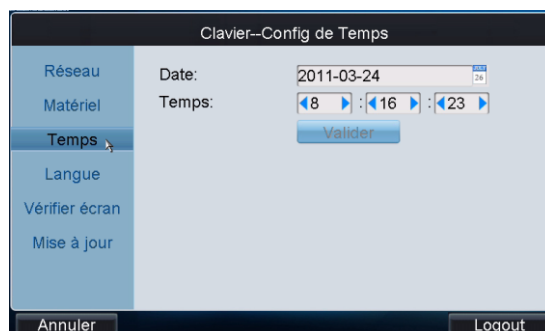 Clavier--Config de Temps
Réseau
Matériel
Temps
Langue
Vérifier écran
Mise à jour
Date: 2011-03-24
Temps: 8 : 16 : 23
Valider
Annuler Logout